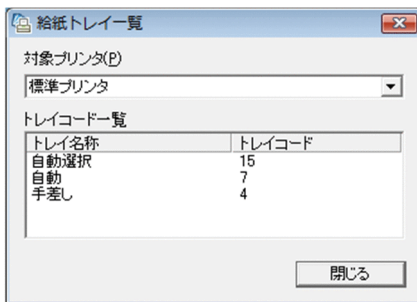 給紙トレイ一覧
対象プリンタ(P)
標準プリンタ
トレイコード一覧
トレイ名称 トレイコード
自動選択 15
自動 7
手差し 4
閉じる